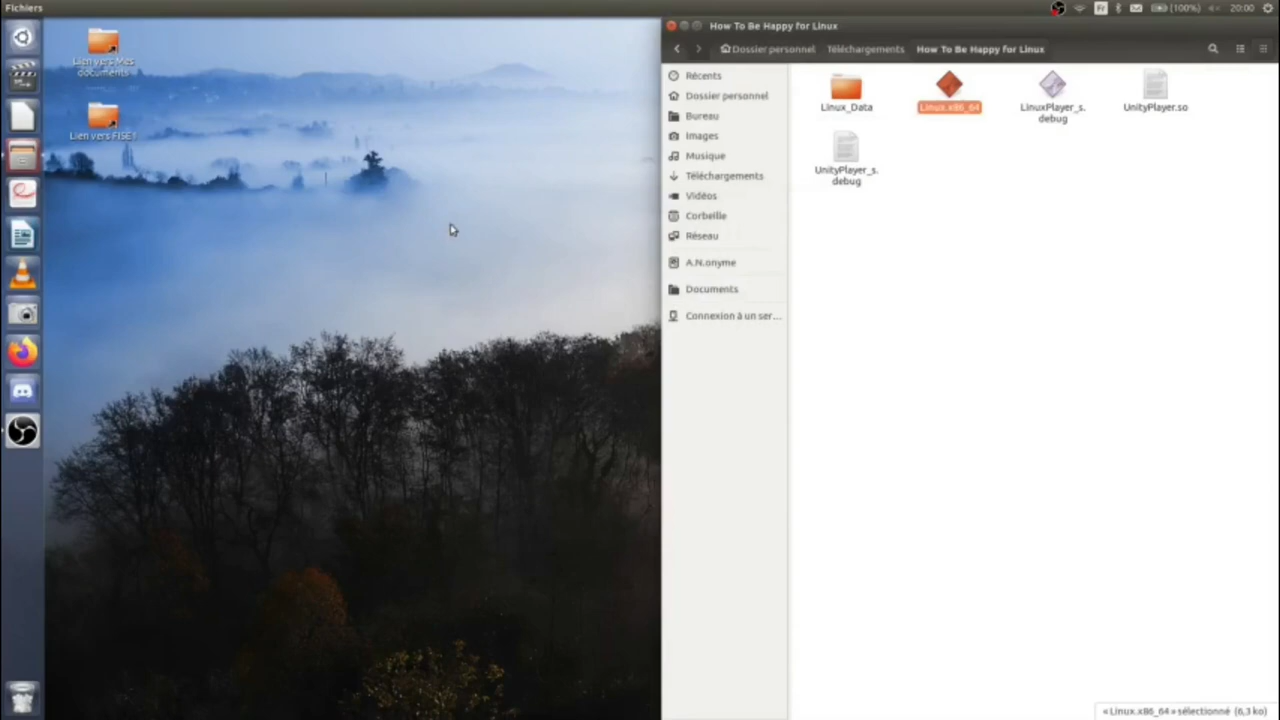 Fichiers
Fr
(100%)
20:00
Lien vers Mes
documents
Lien vers FISE1
How To Be Happy for Linux
Dossier personnel
Téléchargements
How To Be Happy for Linux
Récents
Dossier personnel
Bureau
Images
Musique
Téléchargements
Vidéos
Corbeille
Réseau
A.N.onyme
Documents
Connexion à un ser…
Linux_Data
Linux.x86_64
LinuxPlayer_s.
debug
UnityPlayer.so
UnityPlayer_s.
debug
« Linux.x86_64 » sélectionné (6,3 ko)